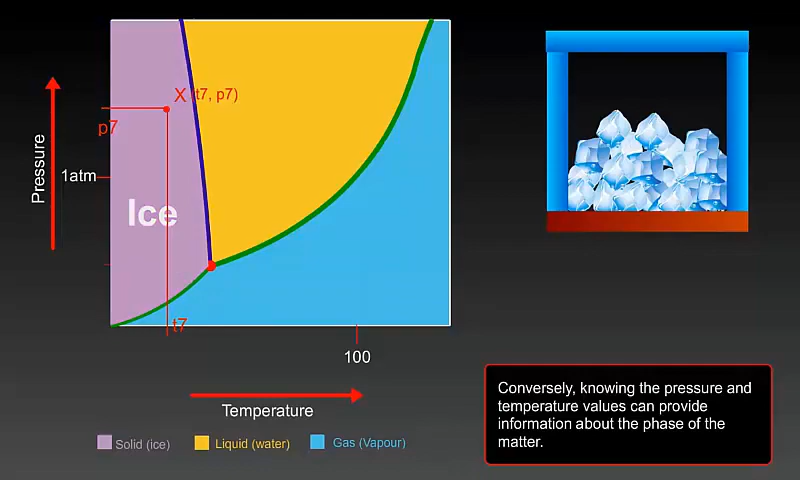 X (t7, p7)
p7
Pressure
1atm
Ice
t7
100
Temperature
Solid (ice)
Liquid (water)
Gas (Vapour)
Conversely, knowing the pressure and
temperature values can provide
information about the phase of the
matter.